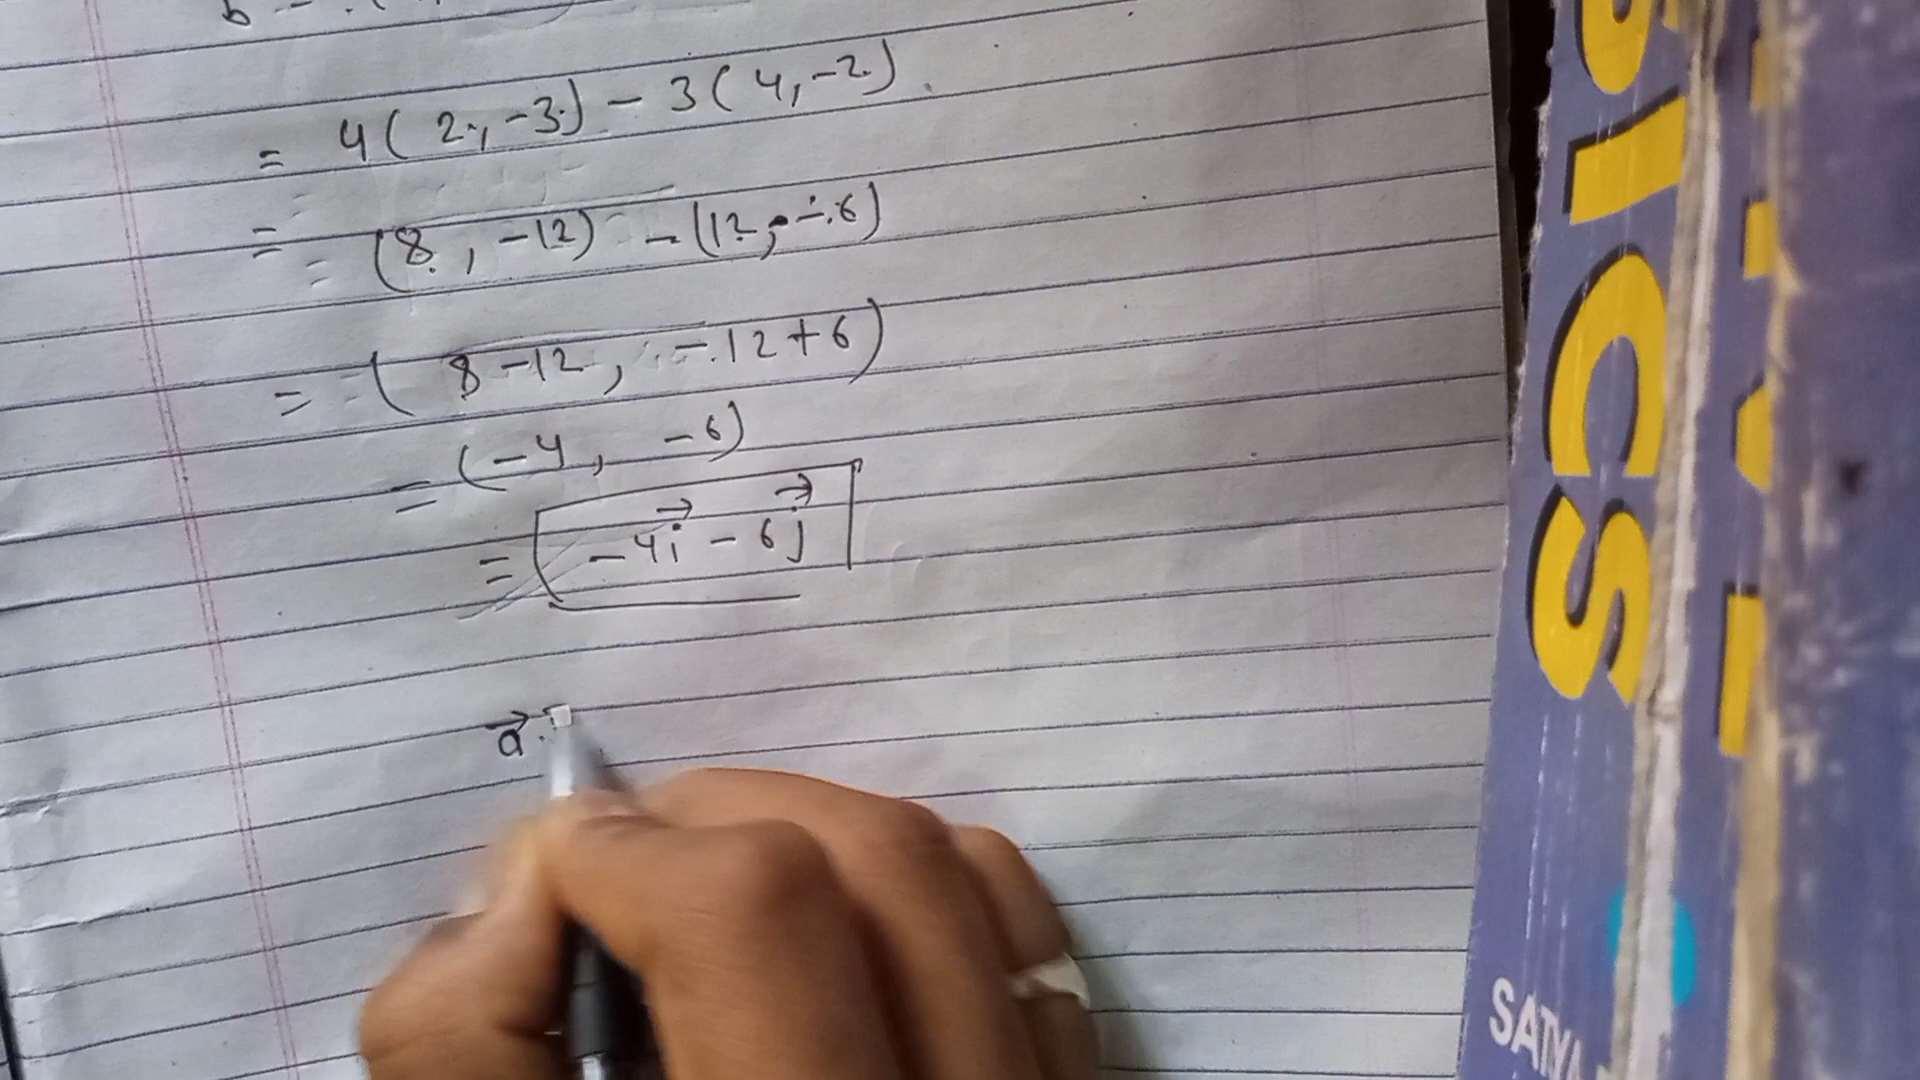 = 4 ( 2, -3 ) - 3 ( 4, -2 )
= = (8, -12) - (12, -6)
= ( 8 -12, -12 + 6 )
= (-4, -6)
= -4i⃗ - 6j⃗
a⃗ .
SICS
SATYA